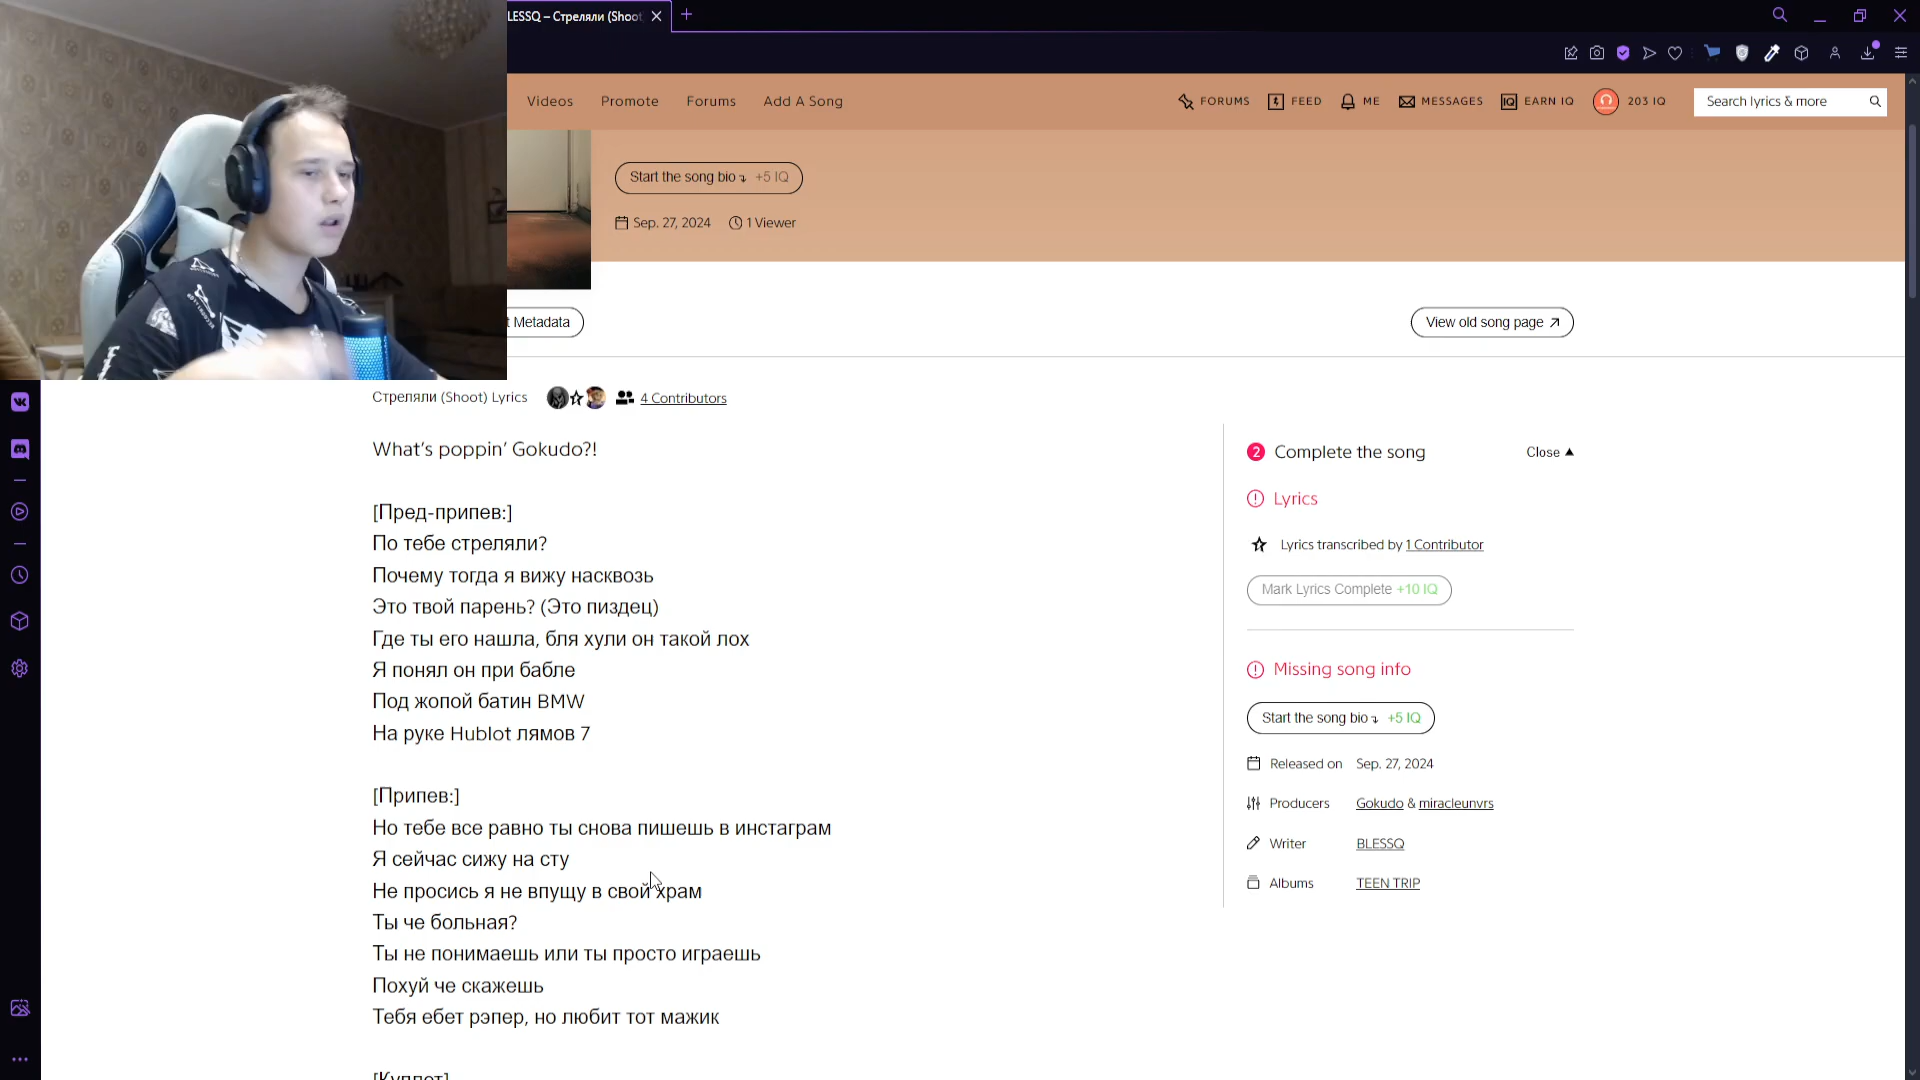 LESSQ – Стреляли (Shoot
Videos
Promote
Forums
Add A Song
FORUMS
FEED
ME
MESSAGES
EARN IQ
203 IQ
Search lyrics & more
Start the song bio +5 IQ
Sep. 27, 2024
1 Viewer
t Metadata
View old song page
Стреляли (Shoot) Lyrics
4 Contributors
What's poppin' Gokudo?!
[Пред-припев:]
По тебе стреляли?
Почему тогда я вижу насквозь
Это твой парень? (Это пиздец)
Где ты его нашла, бля хули он такой лох
Я понял он при бабле
Под жопой батин BMW
На руке Hublot лямов 7
[Припев:]
Но тебе все равно ты снова пишешь в инстаграм
Я сейчас сижу на сту
Не просись я не впущу в свой храм
Ты че больная?
Ты не понимаешь или ты просто играешь
Похуй че скажешь
Тебя ебет рэпер, но любит тот мажик
[Куплет]
2 Complete the song
Close
Lyrics
Lyrics transcribed by 1 Contributor
Mark Lyrics Complete +10 IQ
Missing song info
Start the song bio +5 IQ
Released on Sep. 27, 2024
Producers Gokudo & miracleunvrs
Writer BLESSQ
Albums TEEN TRIP